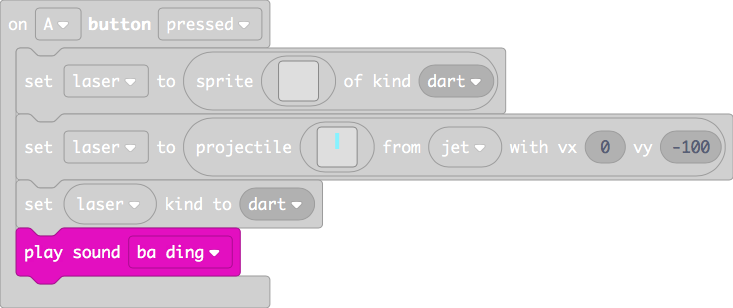 on A button pressed
set laser to sprite of kind dart
set laser to projectile from jet with vx 0 vy -100
set laser kind to dart
play sound ba ding